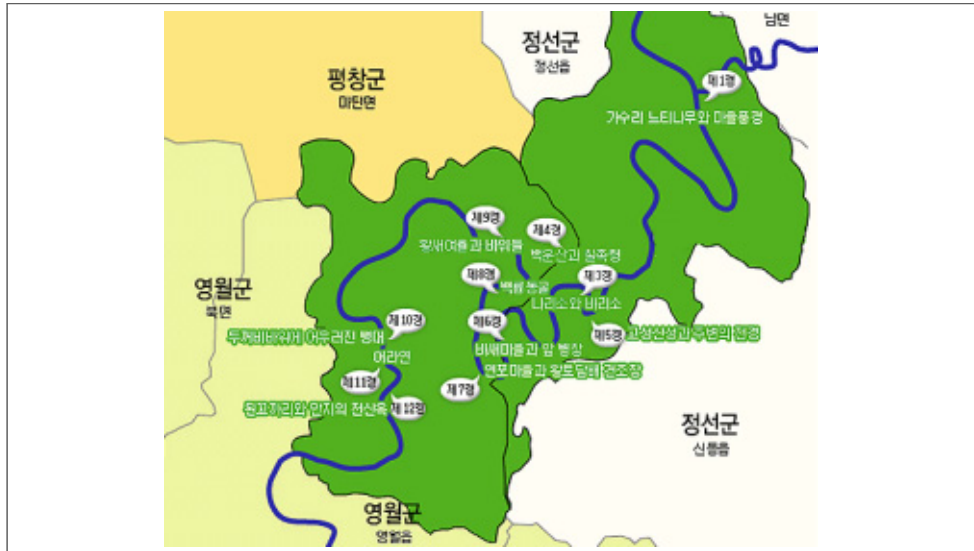 남면
정선군
정선읍
평창군
미탄면
제1경
가수리 느티나무와 마을풍경
제9경
황새여울과 바위들
제4경
백운산과 칠족령
제8경
백룡동굴
제3경
나리소와 바리소
영월군
북면
제10경
두꺼비바위에 어우러진 뼝대
제6경
제5경
고성산성과 주변의 전경
바새마을과 앞 뼝창
어라연
연포마을과 황토담배 건조장
제11경
제7경
된꼬까리와 만지의 전산옥
제12경
정선군
신동읍
영월군
영월읍